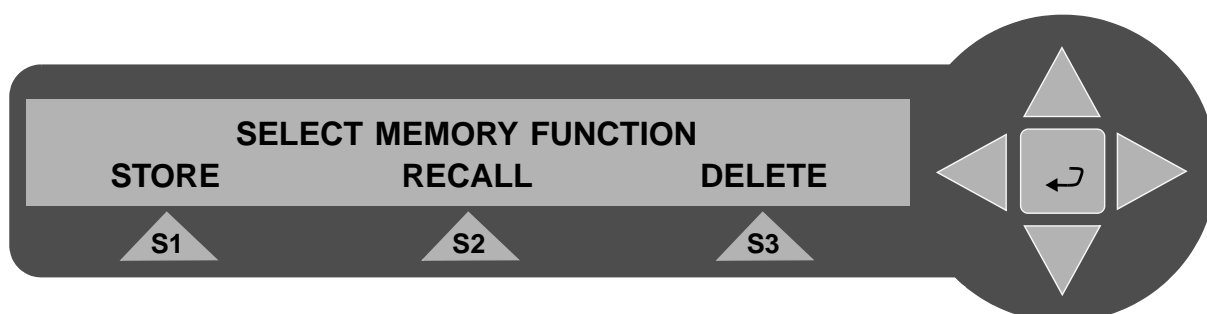 SELECT MEMORY FUNCTION
STORE RECALL DELETE
S1 S2 S3